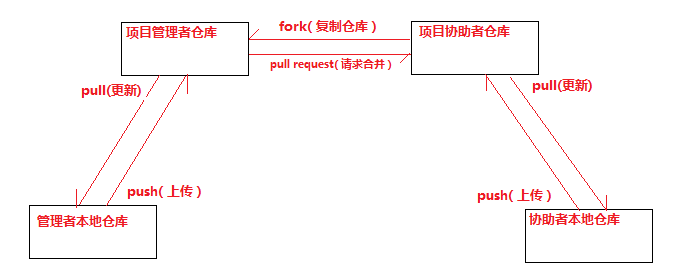 项目管理者仓库
fork( 复制仓库 )
项目协助者仓库
pull request( 请求合并 )
pull(更新)
pull(更新)
push( 上传 )
push( 上传 )
管理者本地仓库
协助者本地仓库